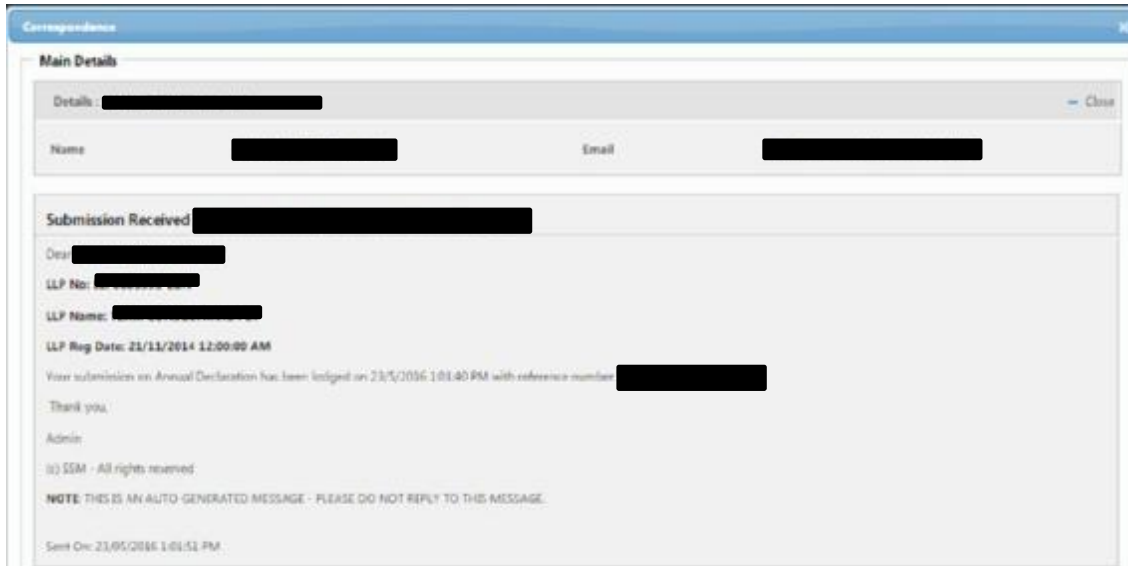 Correspondence
Main Details
Details :
Close
Name
Email
Submission Received
Dear
LLP No:
LLP Name:
LLP Reg Date: 21/11/2014 12:00:00 AM
Your submission on Annual Declaration has been lodged on 23/5/2016 1:01:40 PM with reference number
Thank you,
Admin
(c) SSM - All rights reserved
NOTE: THIS IS AN AUTO-GENERATED MESSAGE - PLEASE DO NOT REPLY TO THIS MESSAGE.
Sent On: 23/05/2016 1:01:51 PM